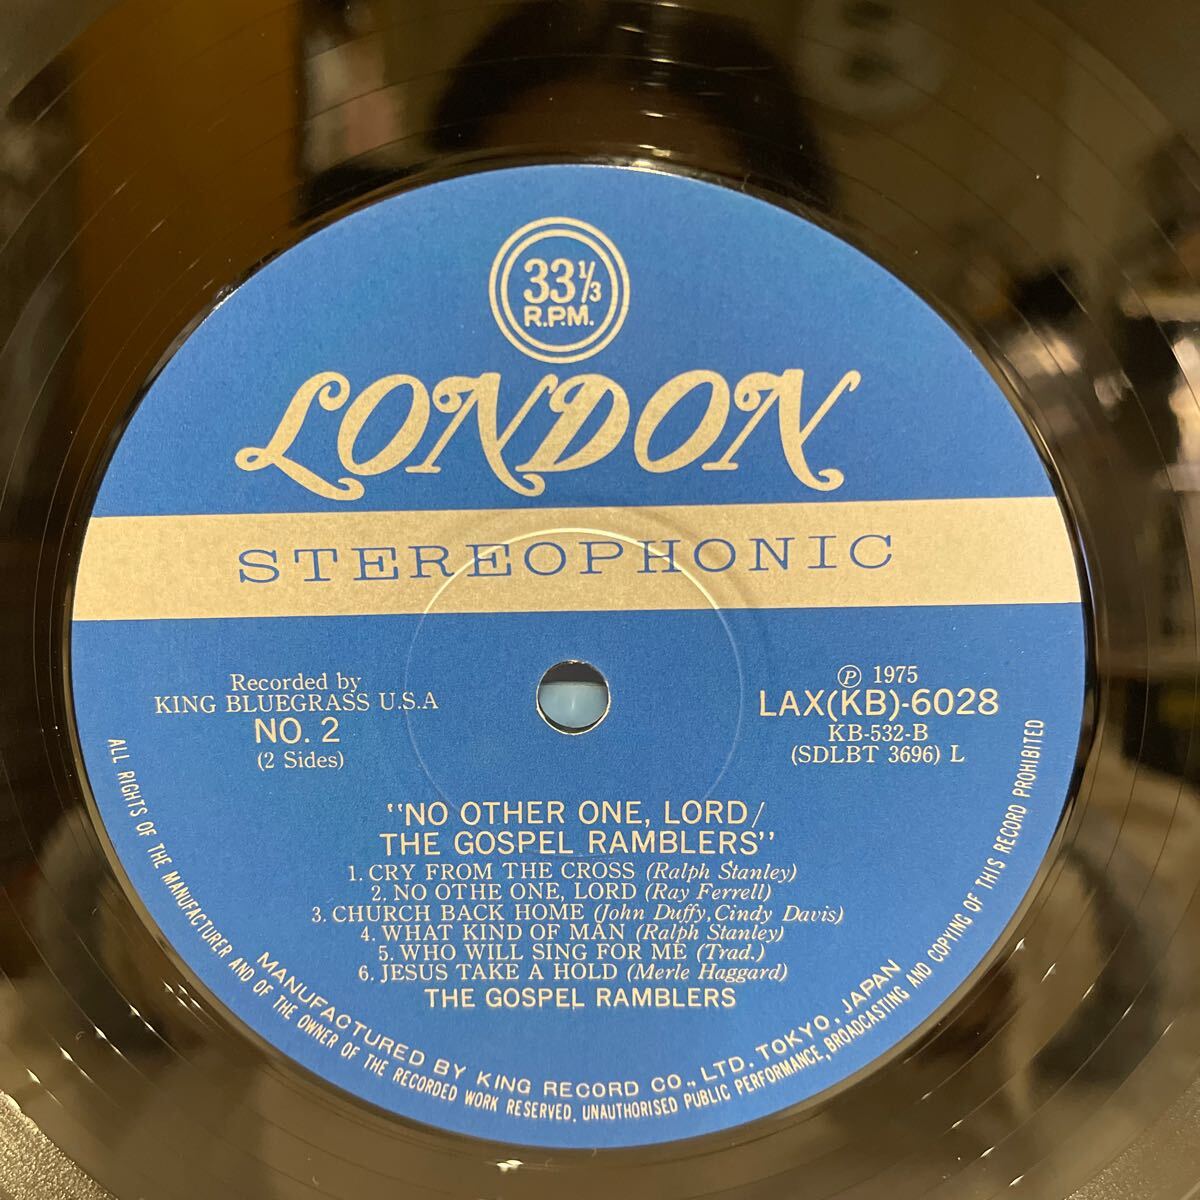 33 1/3
R.P.M.
LONDON
STEREOPHONIC
Recorded by
KING BLUEGRASS U.S.A
NO. 2
(2 Sides)
Ⓟ 1975
LAX(KB)-6028
KB-532-B
(SDLBT 3696) L
"NO OTHER ONE, LORD/
THE GOSPEL RAMBLERS"
1. CRY FROM THE CROSS (Ralph Stanley)
2. NO OTHE ONE, LORD (Ray Ferrell)
3. CHURCH BACK HOME (John Duffy, Cindy Davis)
4. WHAT KIND OF MAN (Ralph Stanley)
5. WHO WILL SING FOR ME (Trad.)
6. JESUS TAKE A HOLD (Merle Haggard)
THE GOSPEL RAMBLERS
MANUFACTURED BY KING RECORD CO., LTD. TOKYO, JAPAN
ALL RIGHTS OF THE MANUFACTURER AND OF THE OWNER OF THE RECORDED WORK RESERVED. UNAUTHORISED PUBLIC PERFORMANCE, BROADCASTING AND COPYING OF THIS RECORD PROHIBITED